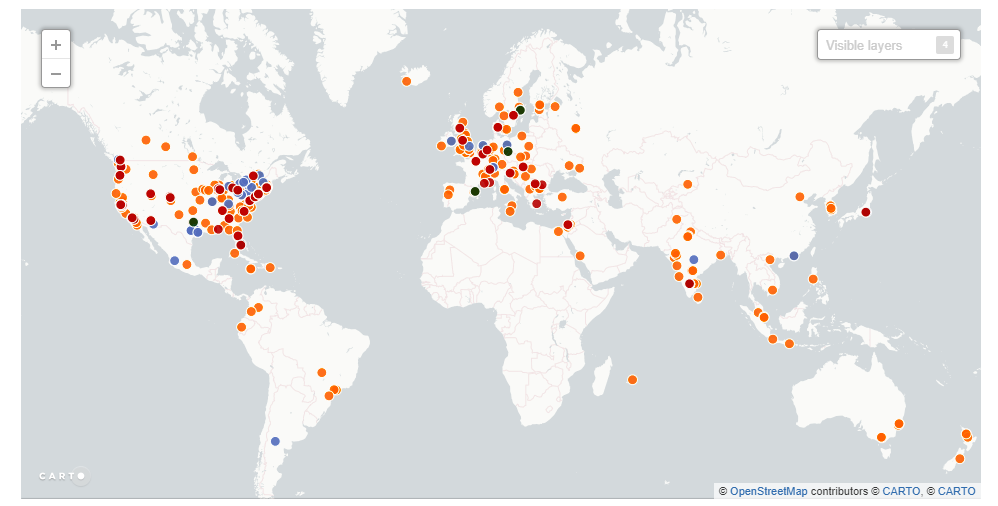 +
Visible layers 4
−
CARTO
© OpenStreetMap contributors © CARTO, © CARTO